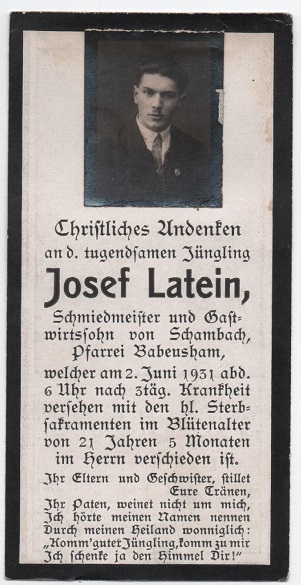 Christliches Andenken
an d. tugendsamen Jüngling
Josef Latein,
Schmiedmeister und Gast-
wirtssohn von Schambach,
Pfarrei Babensham,
welcher am 2. Juni 1931 abd.
6 Uhr nach 3täg. Krankheit
versehen mit den hl. Sterb-
sakramenten im Blütenalter
von 21 Jahren 5 Monaten
im Herrn verschieden ist.
Ihr Eltern und Geschwister, stillet
Eure Tränen,
Ihr Paten, weinet nicht um mich,
Ich hörte meinen Namen nennen
Durch meinen Heiland wonniglich:
„Komm' guter Jüngling, komm zu mir
Ich schenke ja den Himmel Dir!"